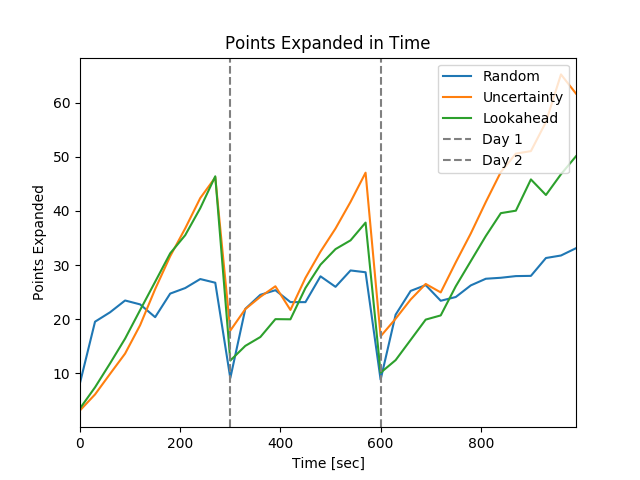 Points Expanded in Time
Points Expanded
60
50
40
30
20
10
0
200
400
600
800
Time [sec]
Random
Uncertainty
Lookahead
Day 1
Day 2